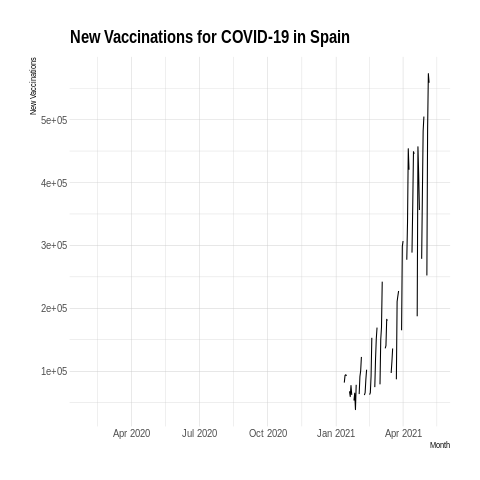 New Vaccinations for COVID-19 in Spain
New Vaccinations
5e+05
4e+05
3e+05
2e+05
1e+05
Apr 2020 Jul 2020 Oct 2020 Jan 2021 Apr 2021
Month